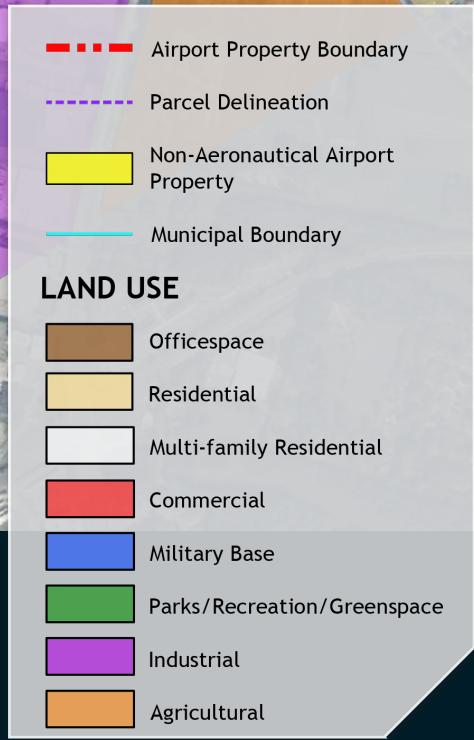 Airport Property Boundary
Parcel Delineation
Non-Aeronautical Airport
Property
Municipal Boundary
LAND USE
Officespace
Residential
Multi-family Residential
Commercial
Military Base
Parks/Recreation/Greenspace
Industrial
Agricultural